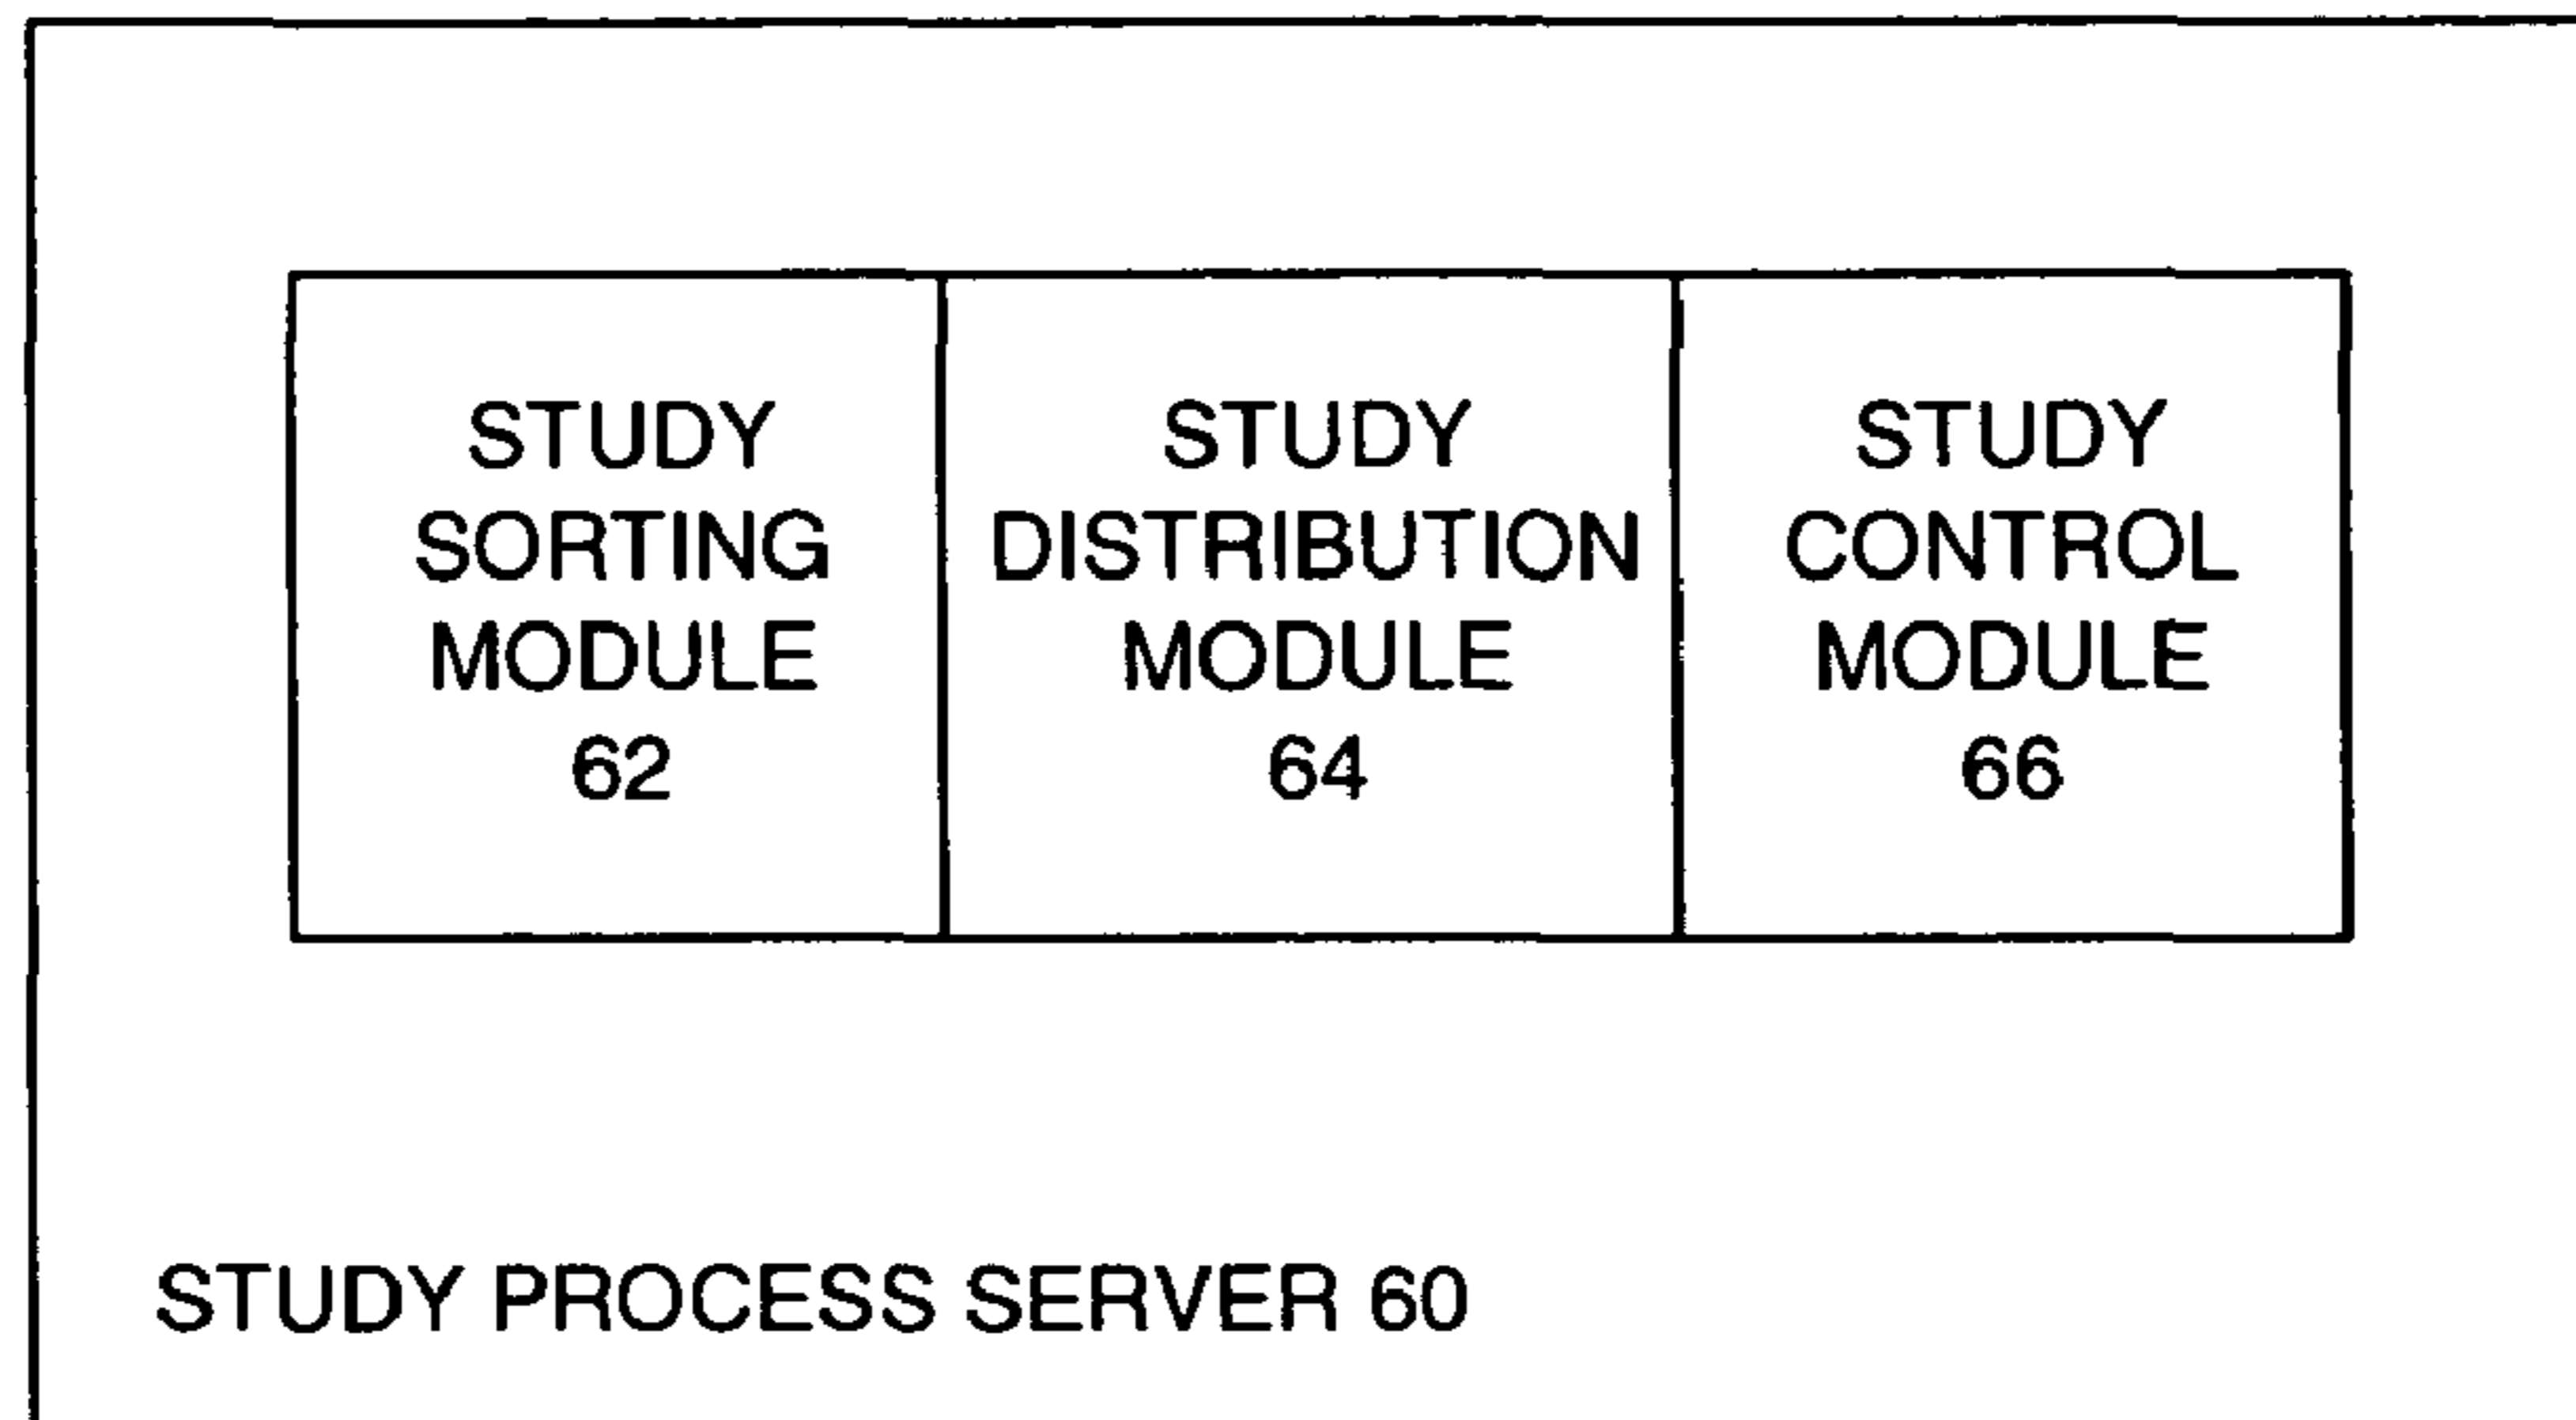 STUDY
SORTING
MODULE
62
STUDY
DISTRIBUTION
MODULE
64
STUDY
CONTROL
MODULE
66
STUDY PROCESS SERVER 60